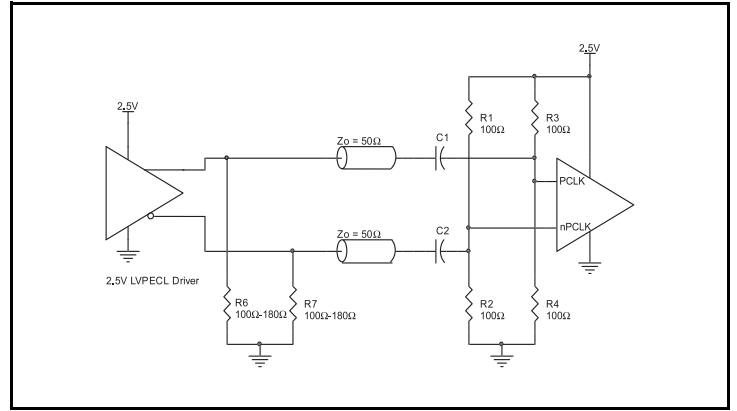 2.5V
2.5V
R1
100Ω
R3
100Ω
Zo = 50Ω
C1
PCLK
nPCLK
Zo = 50Ω
C2
2.5V LVPECL Driver
R6
100Ω-180Ω
R7
100Ω-180Ω
R2
100Ω
R4
100Ω